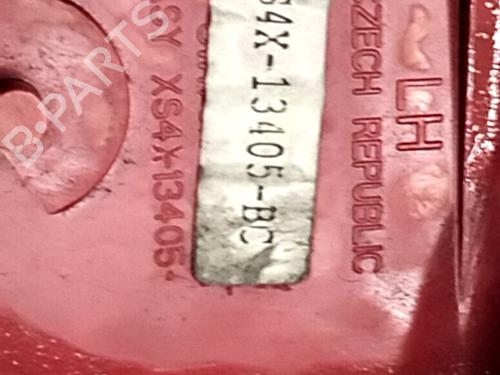 LH
CZECH REPUBLIC
S4X-13405-BC
SY XS4X-13405-
B-PARTS